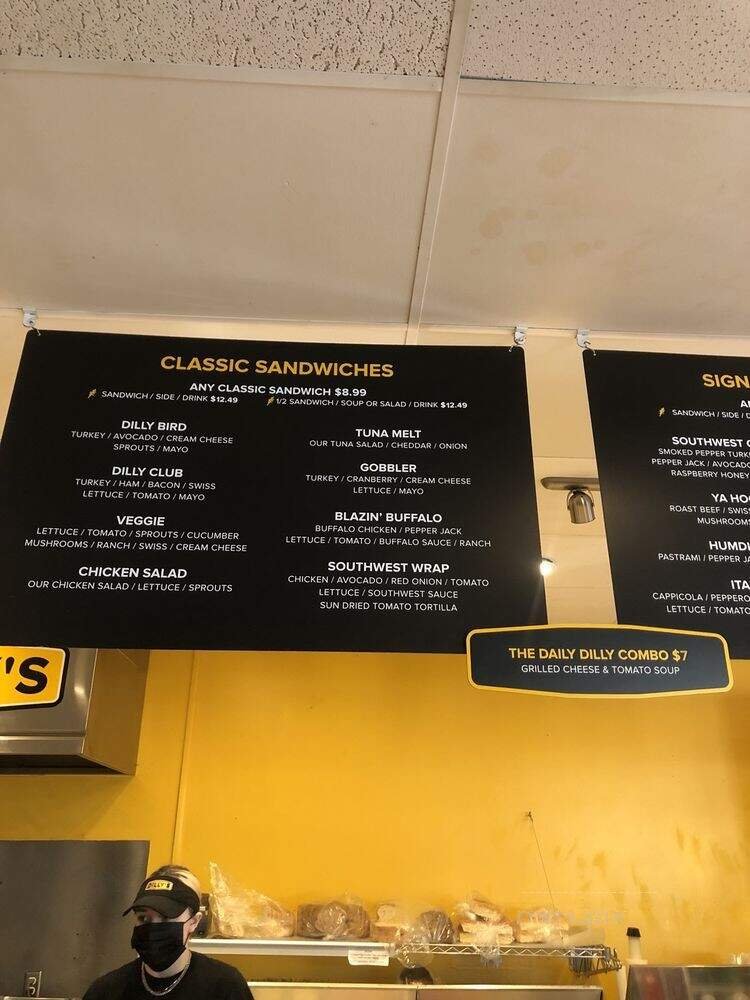 CLASSIC SANDWICHES
ANY CLASSIC SANDWICH $8.99
SANDWICH / SIDE / DRINK $12.49
1/2 SANDWICH / SOUP OR SALAD / DRINK $12.49
DILLY BIRD
TURKEY / AVOCADO / CREAM CHEESE
SPROUTS / MAYO
DILLY CLUB
TURKEY / HAM / BACON / SWISS
LETTUCE / TOMATO / MAYO
VEGGIE
LETTUCE / TOMATO / SPROUTS / CUCUMBER
MUSHROOMS / RANCH / SWISS / CREAM CHEESE
CHICKEN SALAD
OUR CHICKEN SALAD / LETTUCE / SPROUTS
TUNA MELT
OUR TUNA SALAD / CHEDDAR / ONION
GOBBLER
TURKEY / CRANBERRY / CREAM CHEESE
LETTUCE / MAYO
BLAZIN' BUFFALO
BUFFALO CHICKEN / PEPPER JACK
LETTUCE / TOMATO / BUFFALO SAUCE / RANCH
SOUTHWEST WRAP
CHICKEN / AVOCADO / RED ONION / TOMATO
LETTUCE / SOUTHWEST SAUCE
SUN DRIED TOMATO TORTILLA
SIGN
SANDWICH / SIDE /
SOUTHWEST
SMOKED PEPPER TURK
PEPPER JACK / AVOCAD
RASPBERRY HONEY
YA HO
ROAST BEEF / SWIS
MUSHROOM
HUMDI
PASTRAMI / PEPPER JA
ITA
CAPPICOLA / PEPPERO
LETTUCE / TOMATO
THE DAILY DILLY COMBO $7
GRILLED CHEESE & TOMATO SOUP
'S
DILLY'S